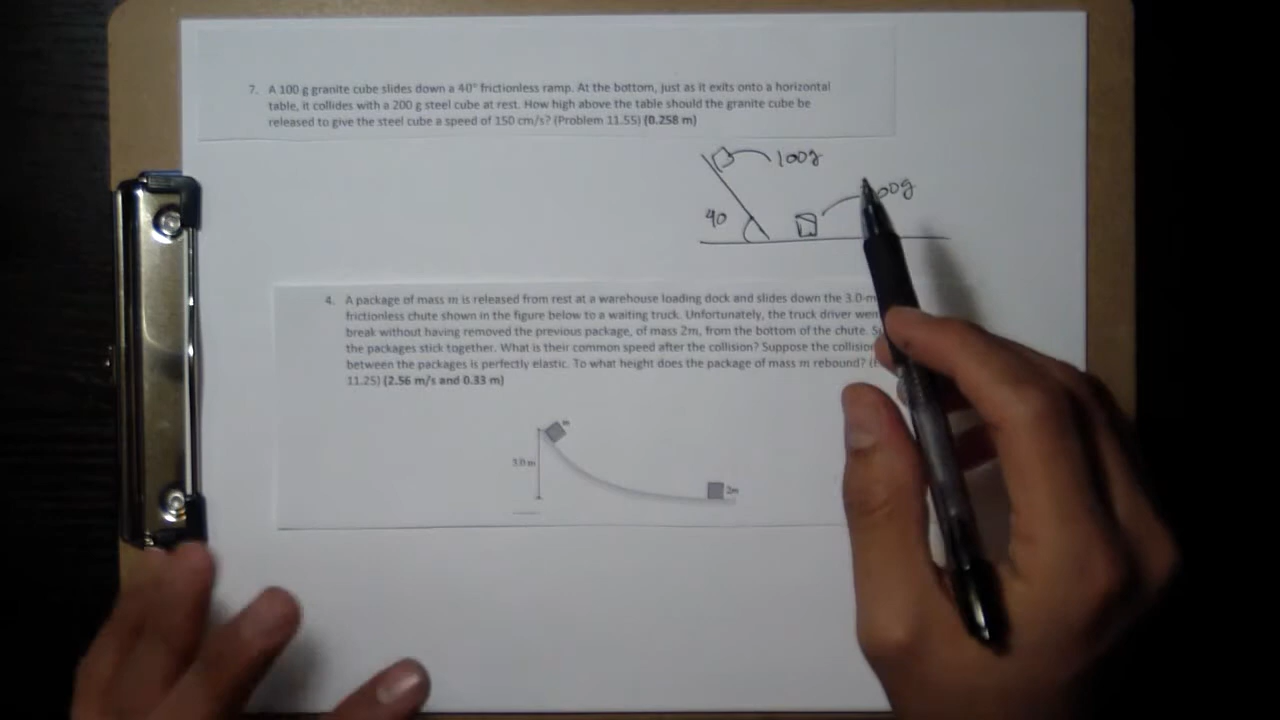 7. A 100 g granite cube slides down a 40° frictionless ramp. At the bottom, just as it exits onto a horizontal
table, it collides with a 200 g steel cube at rest. How high above the table should the granite cube be
released to give the steel cube a speed of 150 cm/s? (Problem 11.55) (0.258 m)
100g
00g
40
4. A package of mass m is released from rest at a warehouse loading dock and slides down the 3.0-m
frictionless chute shown in the figure below to a waiting truck. Unfortunately, the truck driver wen
break without having removed the previous package, of mass 2m, from the bottom of the chute.
the packages stick together. What is their common speed after the collision? Suppose the collision
between the packages is perfectly elastic. To what height does the package of mass m rebound?
11.25) (2.56 m/s and 0.33 m)
m
3.0 m
2m